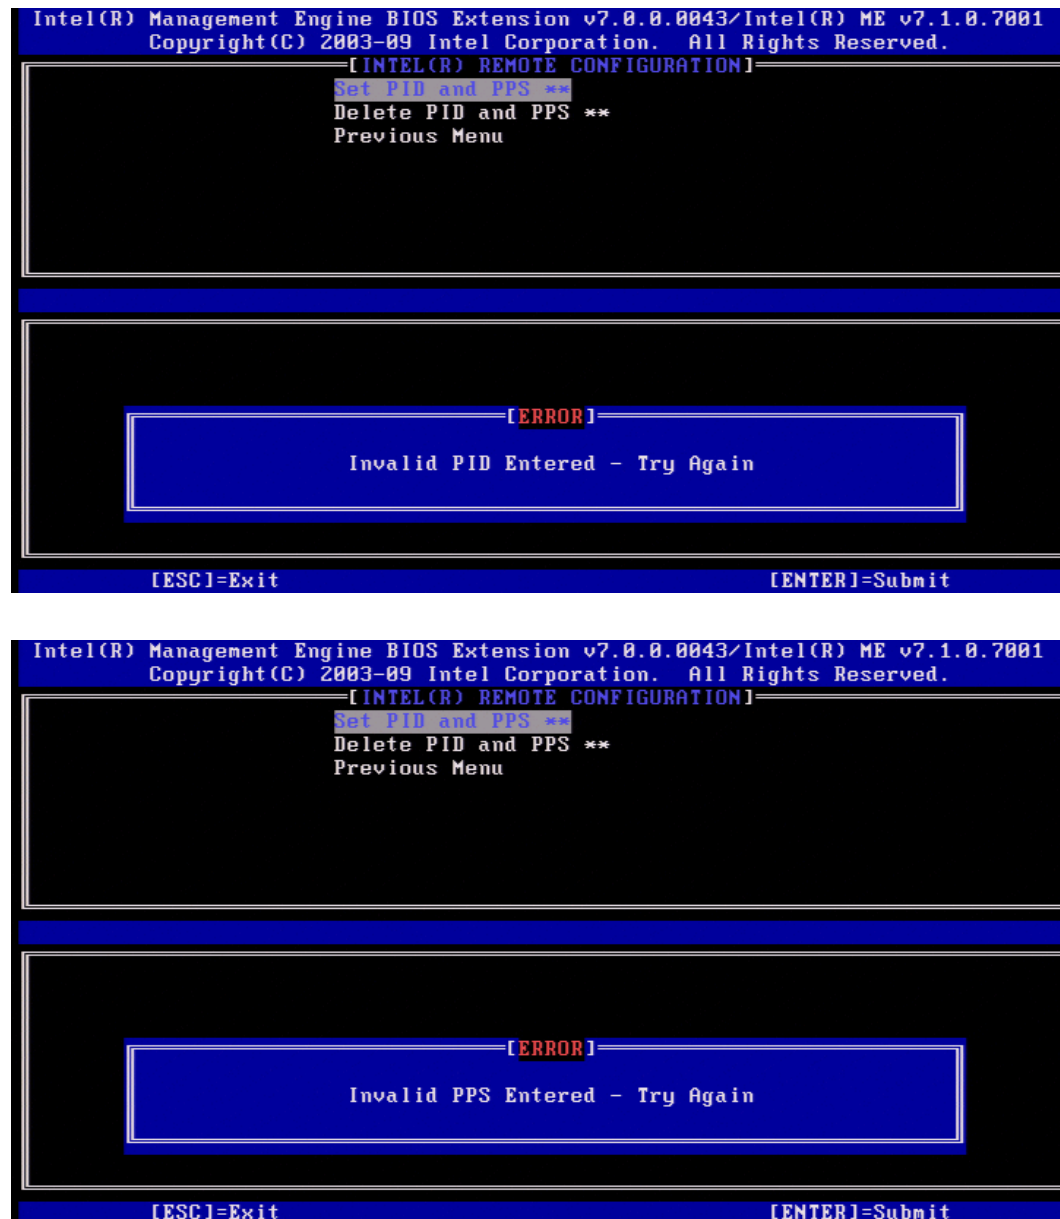 Intel(R) Management Engine BIOS Extension v7.0.0.0043/Intel(R) ME v7.1.0.7001
Copyright(C) 2003-09 Intel Corporation.  All Rights Reserved.
[INTEL(R) REMOTE CONFIGURATION]
Set PID and PPS **
Delete PID and PPS **
Previous Menu
[ERROR]
Invalid PID Entered - Try Again
[ESC]=Exit [ENTER]=Submit
Intel(R) Management Engine BIOS Extension v7.0.0.0043/Intel(R) ME v7.1.0.7001
Copyright(C) 2003-09 Intel Corporation.  All Rights Reserved.
[INTEL(R) REMOTE CONFIGURATION]
Set PID and PPS **
Delete PID and PPS **
Previous Menu
[ERROR]
Invalid PPS Entered - Try Again
[ESC]=Exit [ENTER]=Submit